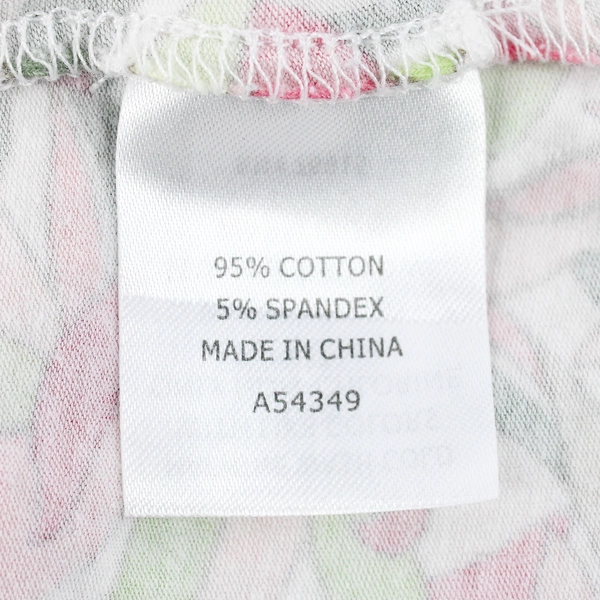 95% COTTON
5% SPANDEX
MADE IN CHINA
A54349